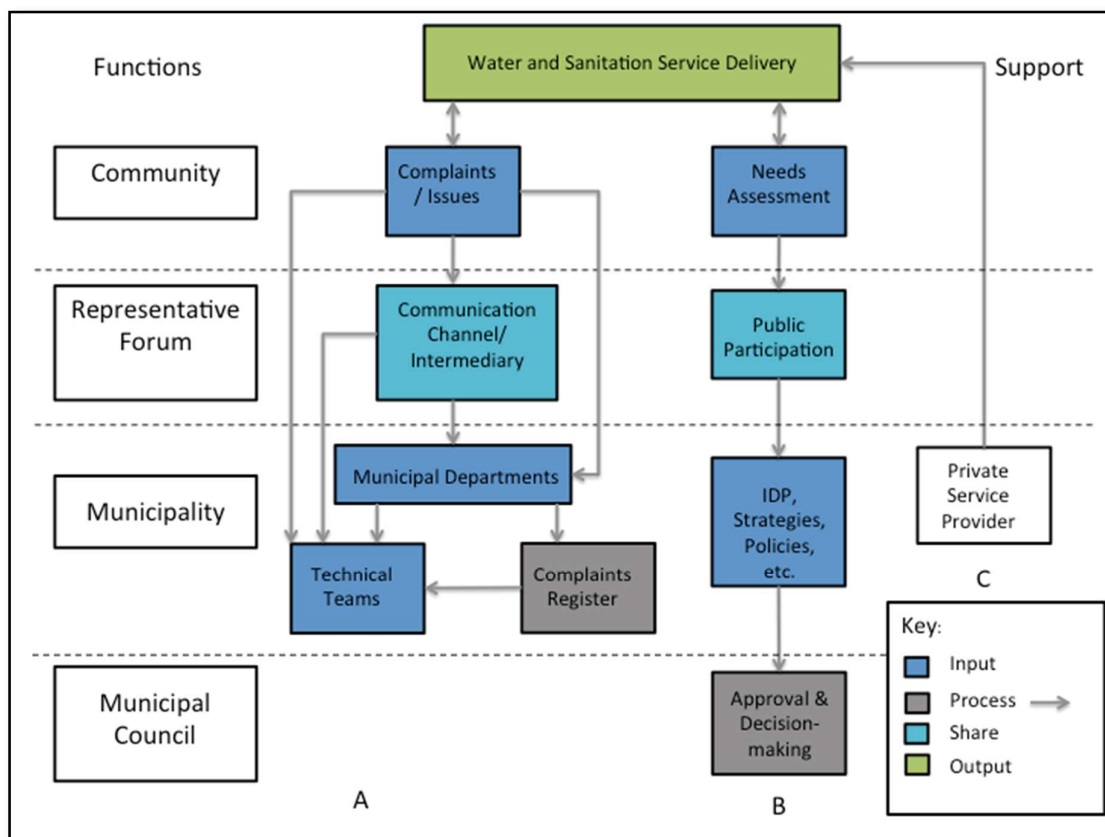 Functions
Water and Sanitation Service Delivery
Support
Community
Complaints
/ Issues
Needs
Assessment
Representative
Forum
Communication
Channel/
Intermediary
Public
Participation
Municipality
Municipal Departments
IDP,
Strategies,
Policies,
etc.
Private
Service
Provider
Technical
Teams
Complaints
Register
C
Key:
Input
Process
Share
Output
Municipal
Council
Approval &
Decision-
making
A
B